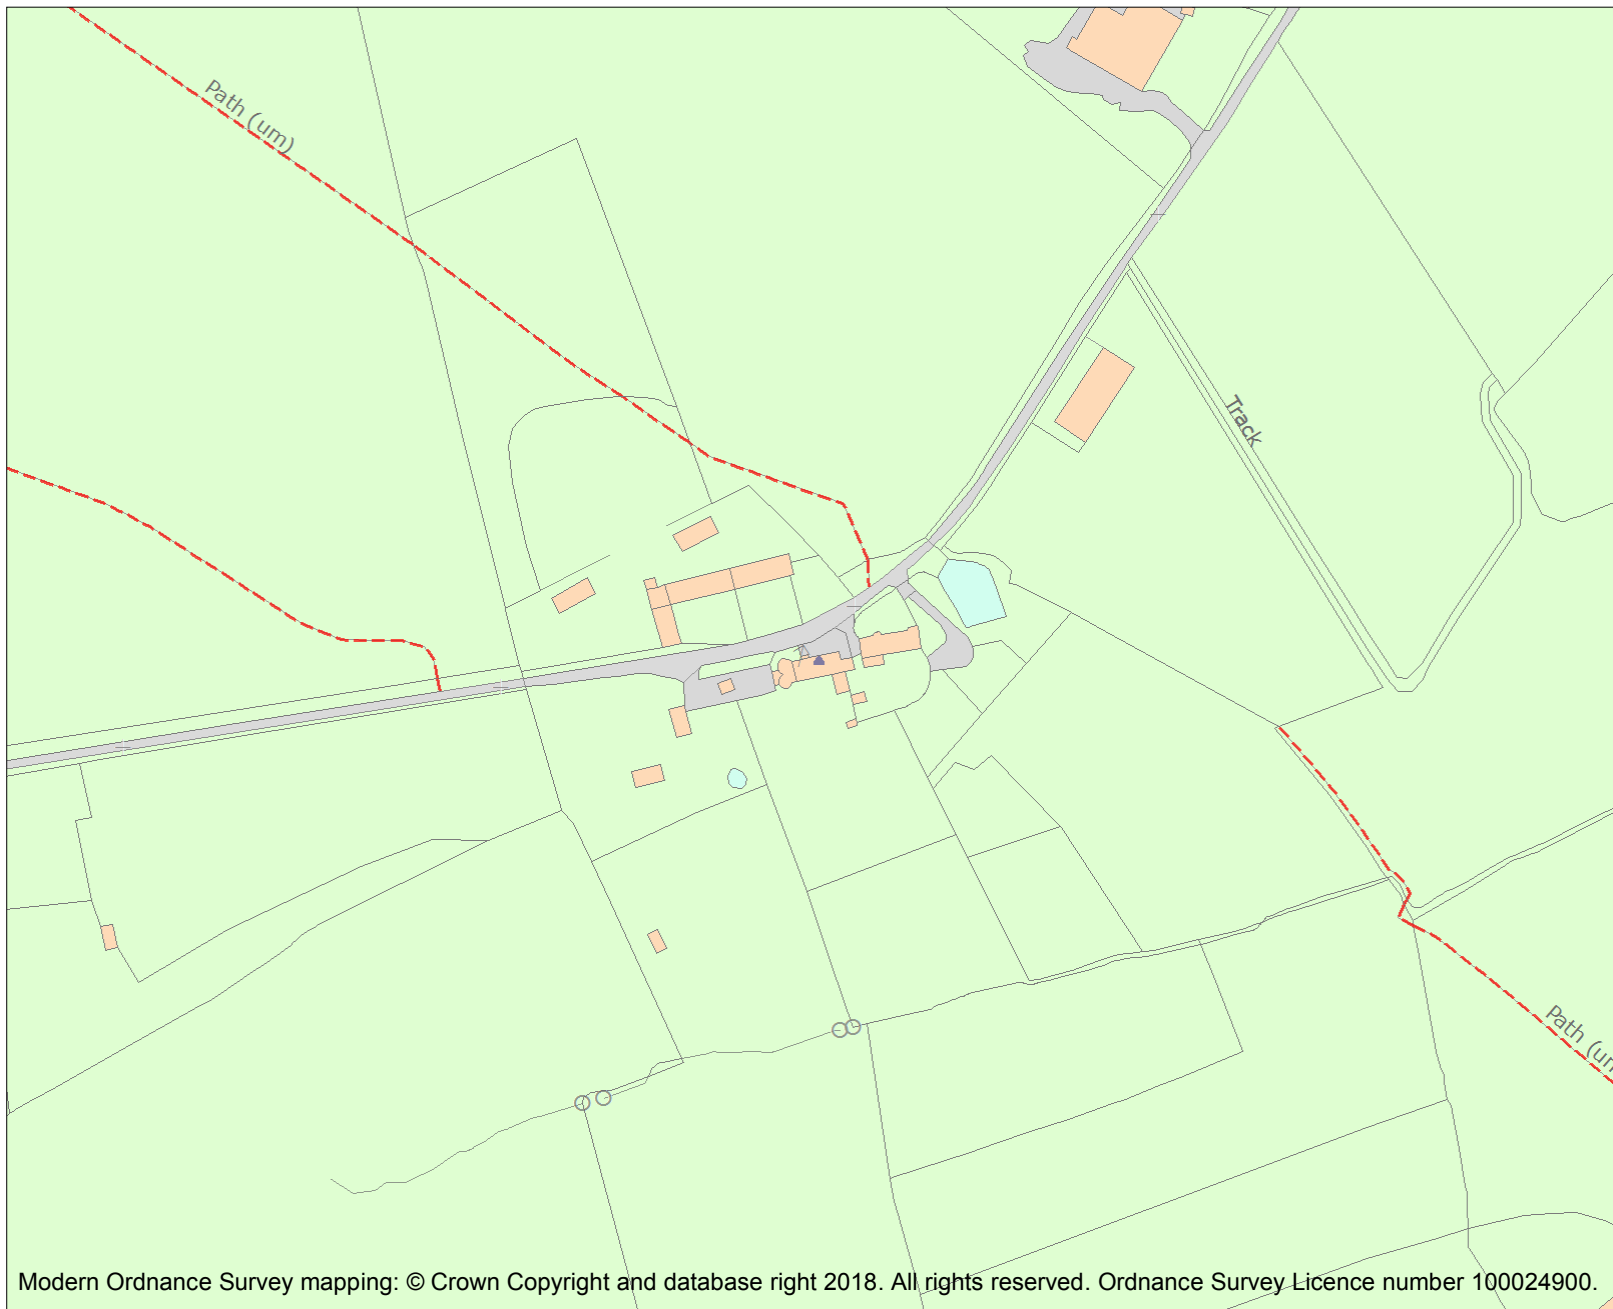 Path (um)
Track
Path (um
Modern Ordnance Survey mapping: © Crown Copyright and database right 2018. All rights reserved. Ordnance Survey Licence number 100024900.